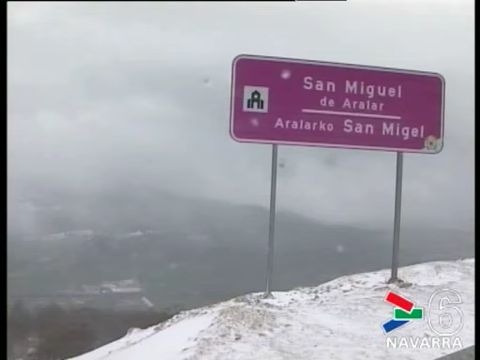 San Miguel
de Aralar
Aralarko San Migel
6
NAVARRA